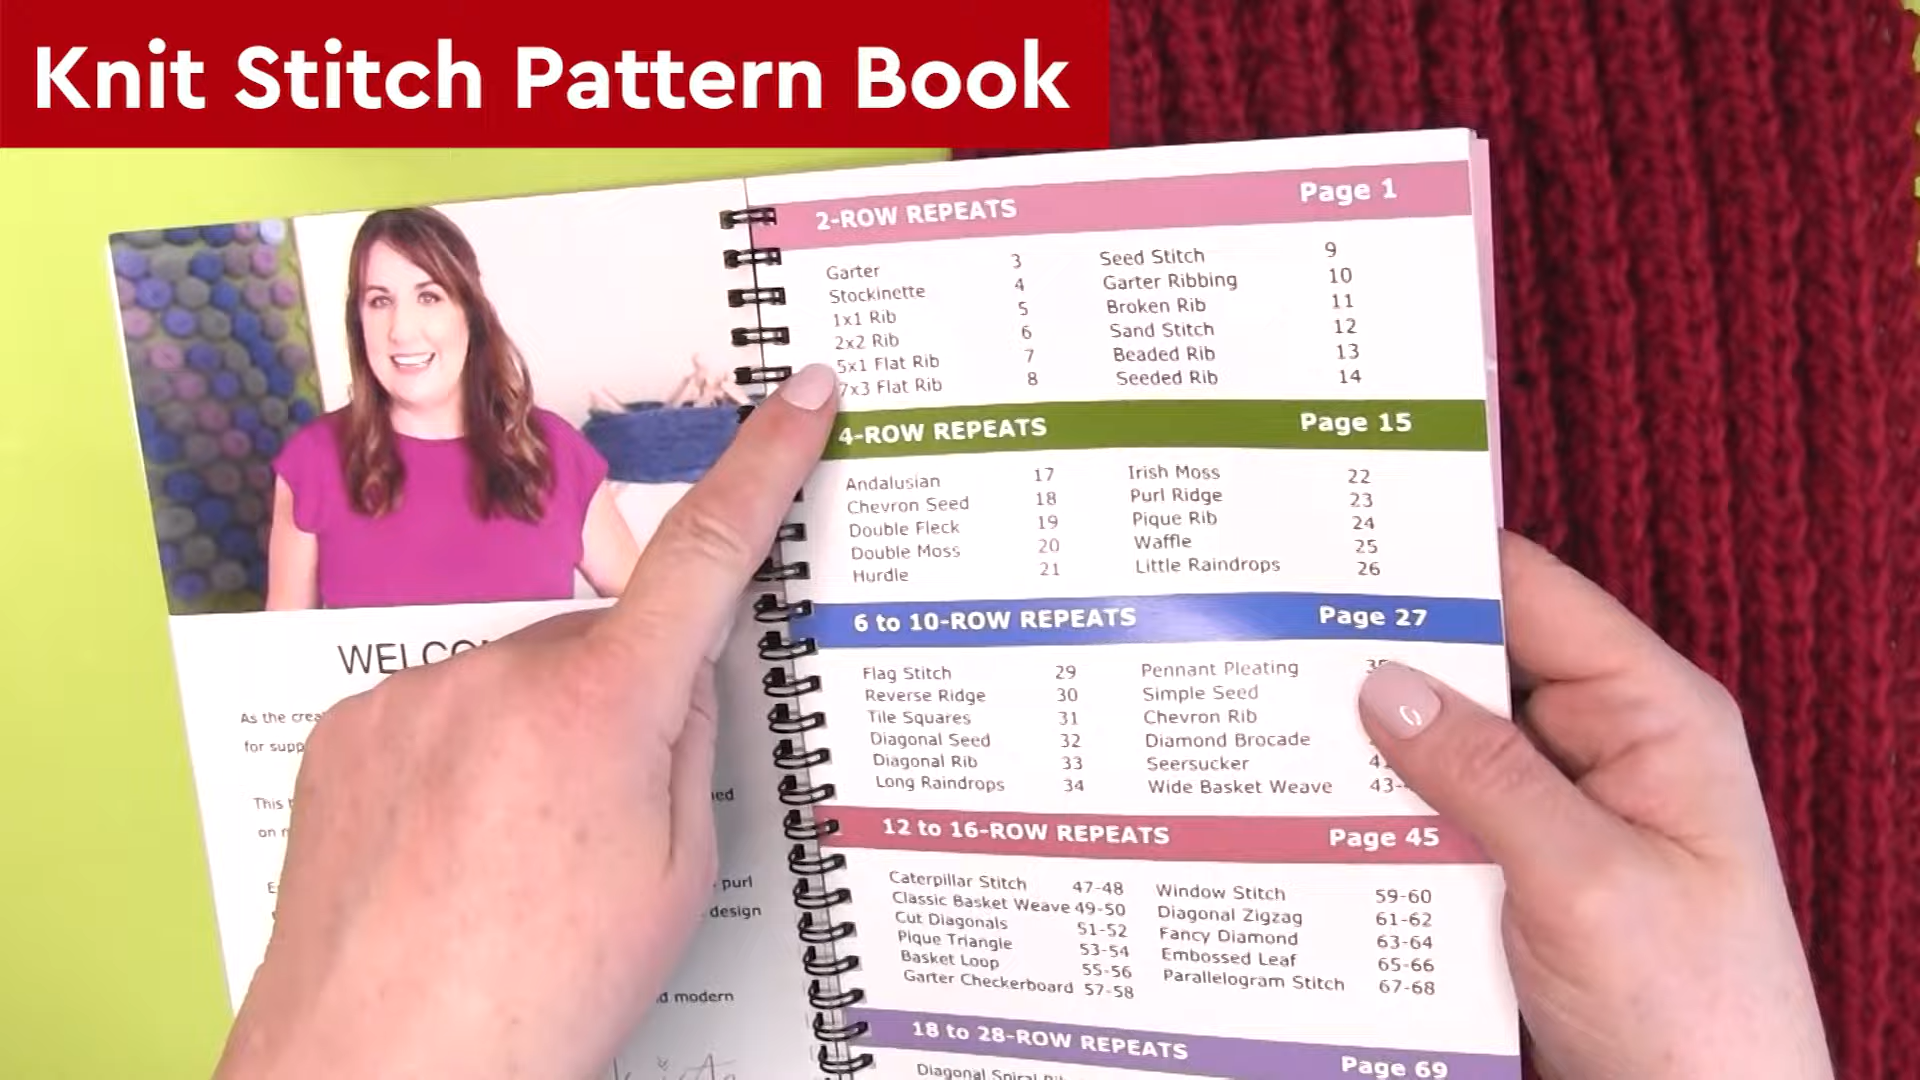 Knit Stitch Pattern Book
WELCO
As the crea
for supp
This b
on m
ned
purl
design
d modern
2-ROW REPEATS Page 1
Garter 3 Seed Stitch 9
Stockinette 4 Garter Ribbing 10
1x1 Rib 5 Broken Rib 11
2x2 Rib 6 Sand Stitch 12
5x1 Flat Rib 7 Beaded Rib 13
7x3 Flat Rib 8 Seeded Rib 14
4-ROW REPEATS Page 15
Andalusian 17 Irish Moss 22
Chevron Seed 18 Purl Ridge 23
Double Fleck 19 Pique Rib 24
Double Moss 20 Waffle 25
Hurdle 21 Little Raindrops 26
6 to 10-ROW REPEATS Page 27
Flag Stitch 29 Pennant Pleating
Reverse Ridge 30 Simple Seed
Tile Squares 31 Chevron Rib
Diagonal Seed 32 Diamond Brocade
Diagonal Rib 33 Seersucker
Long Raindrops 34 Wide Basket Weave 43-
12 to 16-ROW REPEATS Page 45
Caterpillar Stitch 47-48 Window Stitch 59-60
Classic Basket Weave 49-50 Diagonal Zigzag 61-62
Cut Diagonals 51-52 Fancy Diamond 63-64
Pique Triangle 53-54 Embossed Leaf 65-66
Basket Loop 55-56 Parallelogram Stitch 67-68
Garter Checkerboard 57-58
18 to 28-ROW REPEATS Page 69
Diagonal Spiral